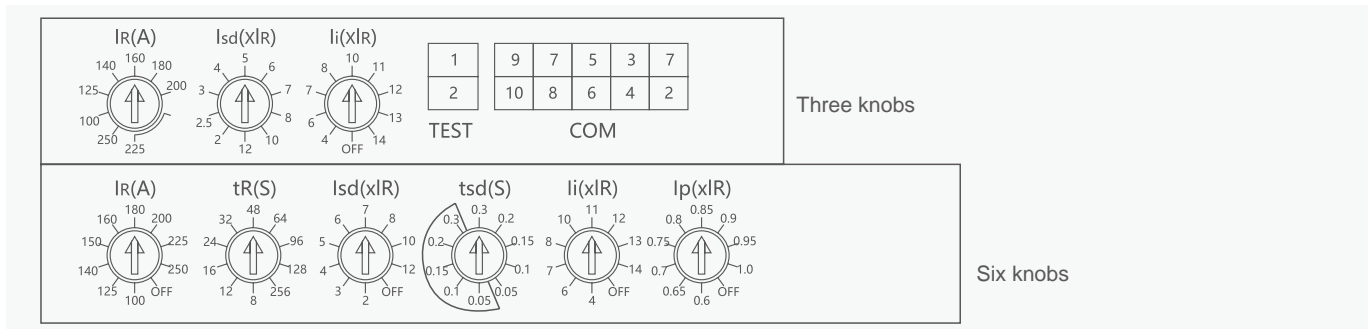 IR(A) Isd(xIR) Ii(xIR)
160 5 10
140 180 4 6 8 11
125 200 3 7 7 12
100 2.5 8 6 13
250 225 2 12 10 4 OFF 14
1 9 7 5 3 7
2 10 8 6 4 2
TEST COM
Three knobs
IR(A) tR(S) Isd(xIR) tsd(S) Ii(xIR) Ip(xIR)
180 48 7 0.3 11 0.85
160 200 32 64 6 8 0.3 0.2 10 12 0.8 0.9
150 225 24 96 5 10 0.2 0.15 8 13 0.75 0.95
140 250 16 128 4 12 0.15 0.1 7 14 0.7 1.0
125 OFF 12 256 3 OFF 0.1 0.05 6 OFF 0.65 OFF
100 8 2 0.05 4 0.6
Six knobs